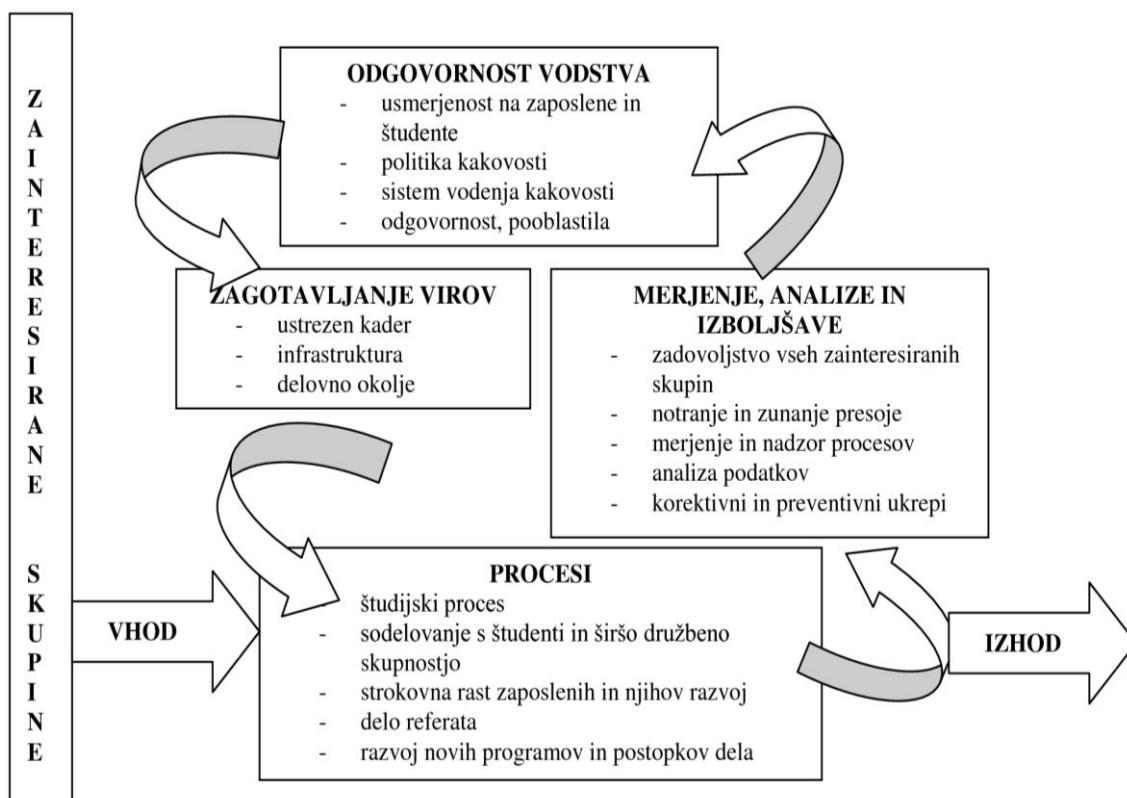 ZAINTERESIRANE SKUPINE
ODGOVORNOST VODSTVA
- usmerjenost na zaposlene in
študente
- politika kakovosti
- sistem vodenja kakovosti
- odgovornost, pooblastila
ZAGOTAVLJANJE VIROV
- ustrezen kader
- infrastruktura
- delovno okolje
MERJENJE, ANALIZE IN
IZBOLJŠAVE
- zadovoljstvo vseh zainteresiranih
skupin
- notranje in zunanje presoje
- merjenje in nadzor procesov
- analiza podatkov
- korektivni in preventivni ukrepi
VHOD
PROCESI
- študijski proces
- sodelovanje s študenti in širšo družbeno
skupnostjo
- strokovna rast zaposlenih in njihov razvoj
- delo referata
- razvoj novih programov in postopkov dela
IZHOD